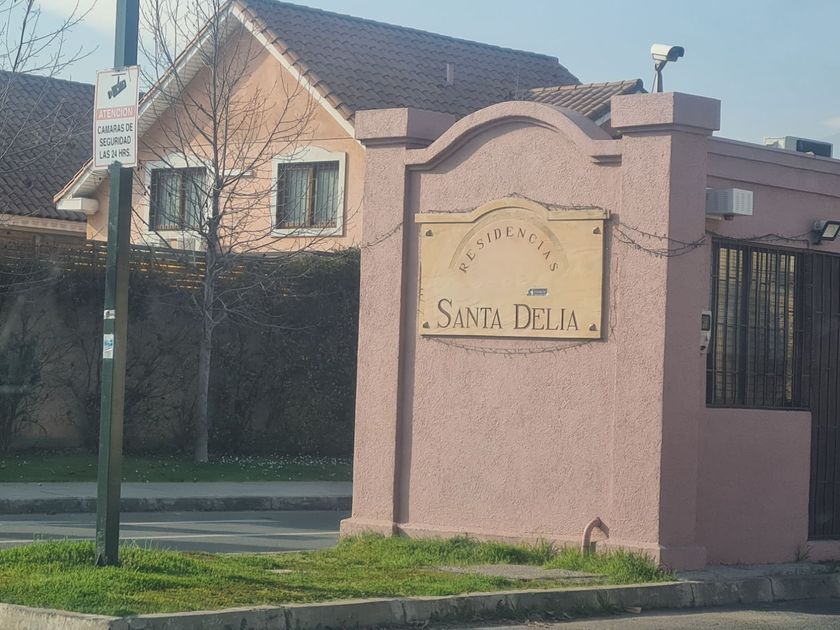 ATENCION
CAMARAS DE
SEGURIDAD
LAS 24 HRS.
RESIDENCIAS
SANTA DELIA